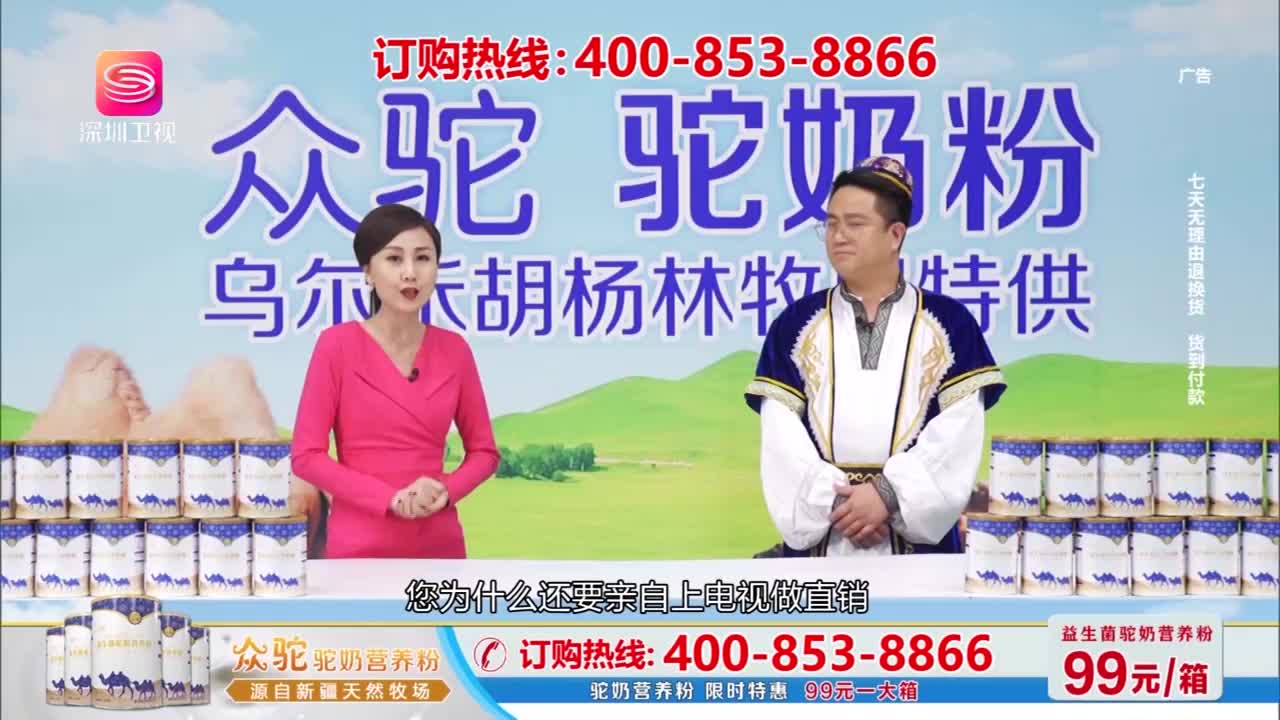 订购热线:400-853-8866
广告
深圳卫视
众驼 驼奶粉
乌尔禾胡杨林牧 特供
七天无理由退换货 货到付款
您为什么还要亲自上电视做直销
众驼 驼奶营养粉
源自新疆天然牧场
订购热线:400-853-8866
驼奶营养粉 限时特惠 99元一大箱
益生菌驼奶营养粉
99元/箱